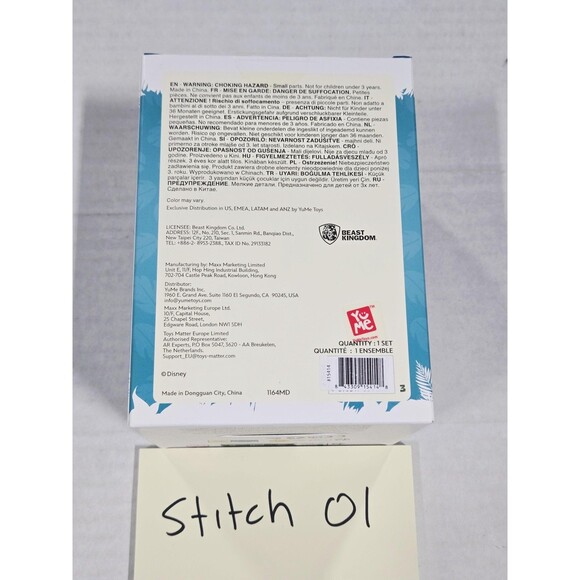 EN - WARNING: CHOKING HAZARD - Small parts. Not for children under 3 years.
Made in China. FR - MISE EN GARDE: DANGER DE SUFFOCATION. Petites
pièces. Ne convient pas aux enfants de moins de 3 ans. Fabriqué en Chine. IT -
ATTENZIONE ! Rischio di soffocamento - presenza di piccole parti. Non adatto a
bambini al di sotto dei 3 anni. Fatto in Cina. DE - ACHTUNG: Nicht für Kinder unter
36 Monaten geeignet. Erstickungsgefahr aufgrund verschluckbarer Kleinteile.
Hergestellt in China. ES - ADVERTENCIA: PELIGRO DE ASFIXIA - Contiene piezas
pequeñas. No recomendado para menores de 3 años. Fabricado en China. NL -
WAARSCHUWING: Bevat kleine onderdelen die ingeslikt of ingeademd kunnen
worden. Risico op ongelukken. Niet geschikt voor kinderen jonger dan 36 maanden.
Made in China. SI - OPOZORILO: NEVARNOST ZADUŠITVE - majhni deli. Ni
primerno za otroke mlajše od 3. let starosti. Izdelano na Kitajskem. CRO -
UPOZORENJE: OPASNOST OD GUŠENJA - Mali dijelovi. Nije za djecu mlađu od 3
godine. Proizvedeno u Kini. HU - FIGYELMEZTETÉS: FULLADÁSVESZÉLY - Apró
részek. 3 éves kor alatt tilos. Kínában készült. PL - Ostrzeżenie! Niebezpieczeństwo
zadławienia. Produkt zawiera drobne elementy nieodpowiednie dla dzieci poniżej
3. roku. Wyprodukowano w Chinach. TR - UYARI: BOĞULMA TEHLİKESİ - Küçük
parçalar içerir. 3 yaşından küçük çocuklar için uygun değildir. Üretim yeri Çin. RU -
ПРЕДУПРЕЖДЕНИЕ. Мелкие детали. Предназначено для детей от 3х лет.
Сделано в Китае.
Color may vary.
Exclusive Distribution in US, EMEA, LATAM and ANZ by YuMe Toys
LICENSEE: Beast Kingdom Co. Ltd.
ADDRESS: 12F., No. 210, Sec. 1, Sanmin Rd., Banqiao Dist.,
New Taipei City 220, Taiwan
TEL: +886-2- 8953-2388, TAX ID No. 29133182
BEAST
KINGDOM
Manufacturing by: Maxx Marketing Limited
Unit E, 11/F, Hop Hing Industrial Building,
702-704 Castle Peak Road, Kowloon, Hong Kong
Distributor:
YuMe Brands Inc.
1960 E. Grand Ave. Suite 1160 El Segundo, CA 90245, USA
info@yumetoys.com
Maxx Marketing Europe Ltd.
10/F, Capital House,
25 Chapel Street,
Edgware Road, London NW1 5DH
Toys Matter Europe Limited
Authorised Representative:
AR Experts, P.O Box 5047, 3620 - AA Breukelen,
The Netherlands.
Support_EU@toys-matter.com
YuMe
QUANTITY : 1 SET
QUANTITÉ : 1 ENSEMBLE
©Disney
Made in Dongguan City, China
1164MD
Stitch 01